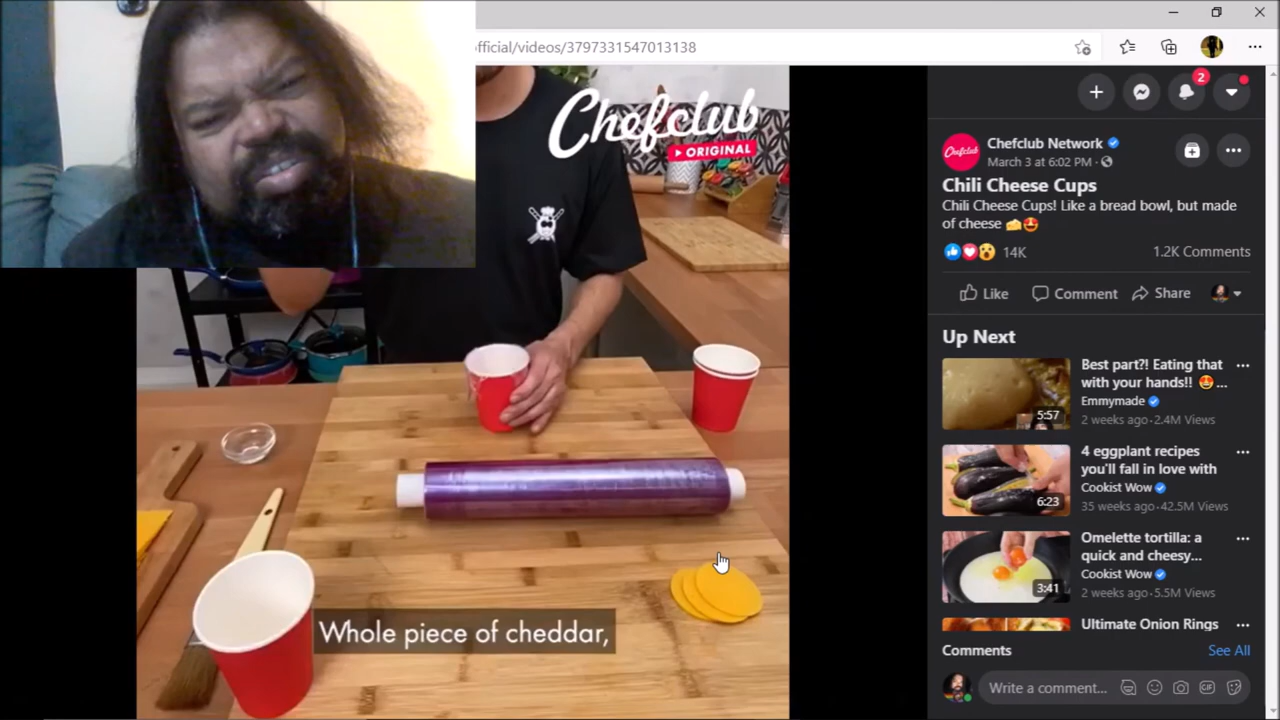 official/videos/3797331547013138
Chefclub
ORIGINAL
Whole piece of cheddar,
2
Chefclub
Chefclub Network
March 3 at 6:02 PM ·
Chili Cheese Cups
Chili Cheese Cups! Like a bread bowl, but made
of cheese 🧀🤩
14K
1.2K Comments
Like
Comment
Share
Up Next
5:57
Best part?! Eating that
with your hands!! 🤩...
Emmymade
2 weeks ago · 2.4M Views
6:23
4 eggplant recipes
you'll fall in love with
Cookist Wow
35 weeks ago · 42.5M Views
3:41
Omelette tortilla: a
quick and cheesy...
Cookist Wow
2 weeks ago · 5.5M Views
Ultimate Onion Rings
Comments
See All
Write a comment...
GIF